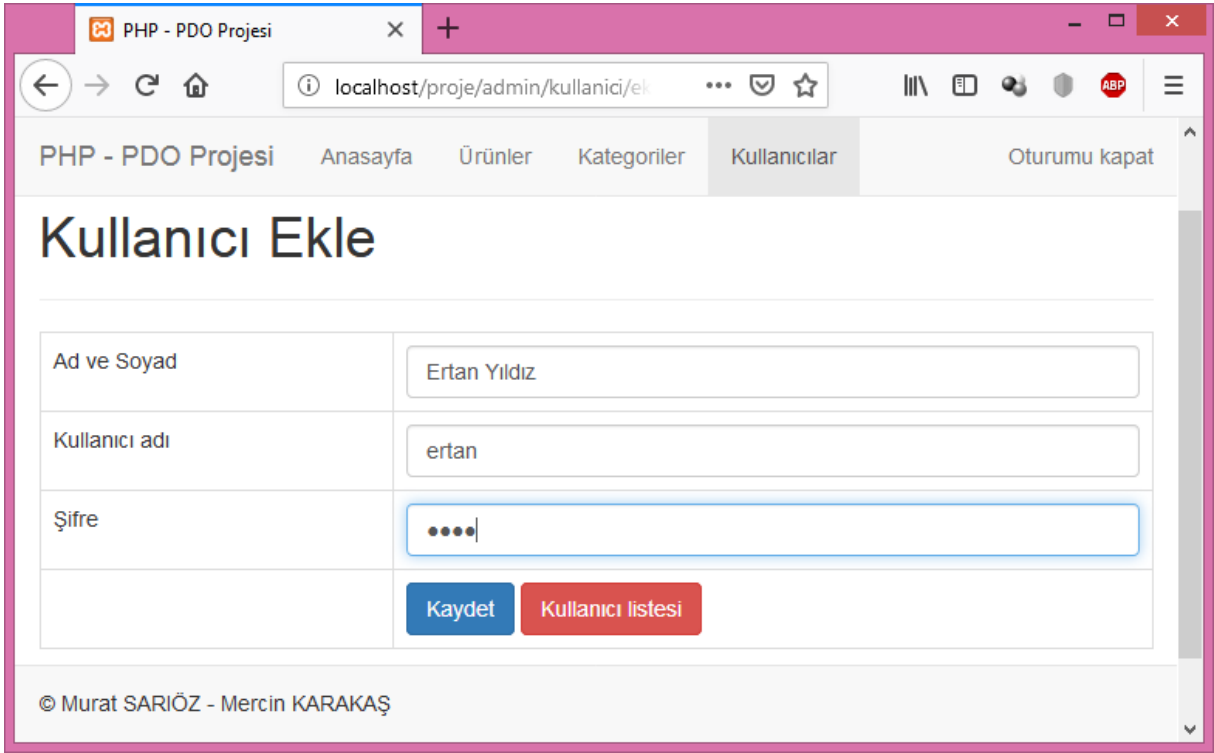 PHP - PDO Projesi
localhost/proje/admin/kullanici/ek
ABP
PHP - PDO Projesi Anasayfa Ürünler Kategoriler Kullanıcılar Oturumu kapat
Kullanıcı Ekle
Ad ve Soyad Ertan Yıldız
Kullanıcı adı ertan
Şifre ••••
Kaydet Kullanıcı listesi
© Murat SARIÖZ - Mercin KARAKAŞ